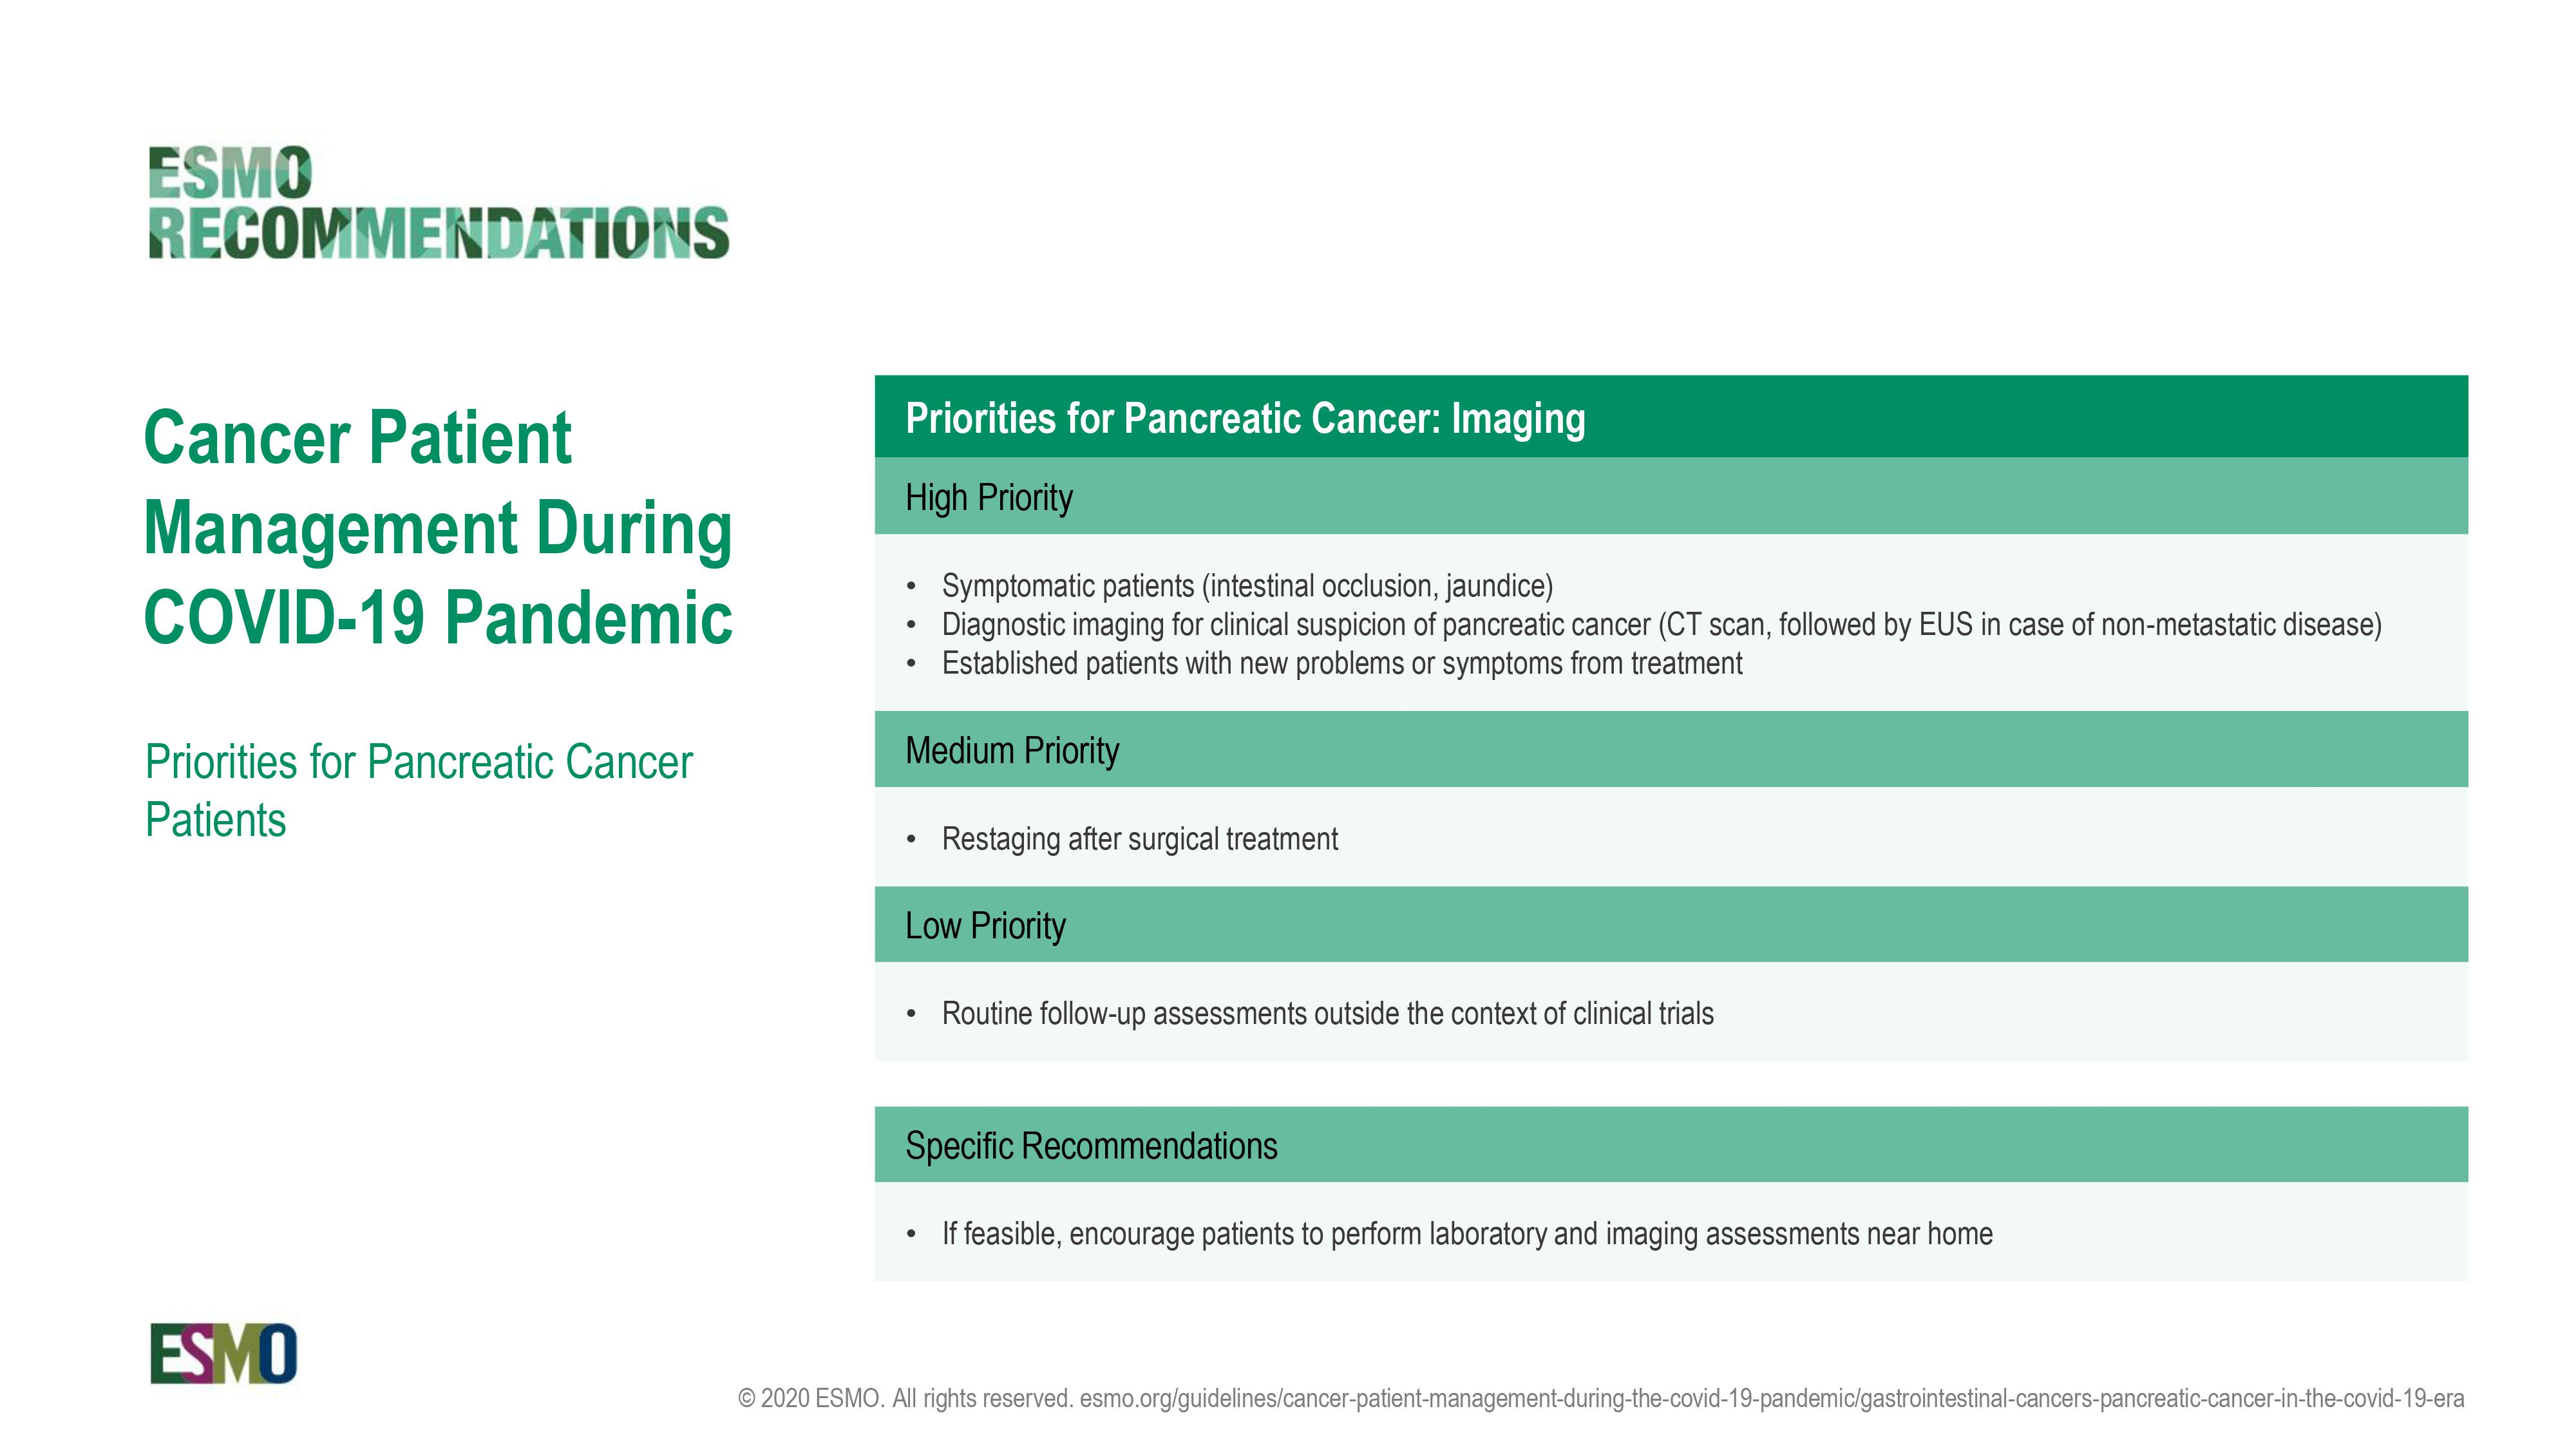 ESMO
RECOMMENDATIONS
Cancer Patient
Management During
COVID-19 Pandemic
Priorities for Pancreatic Cancer
Patients
Priorities for Pancreatic Cancer: Imaging
High Priority
• Symptomatic patients (intestinal occlusion, jaundice)
• Diagnostic imaging for clinical suspicion of pancreatic cancer (CT scan, followed by EUS in case of non-metastatic disease)
• Established patients with new problems or symptoms from treatment
Medium Priority
• Restaging after surgical treatment
Low Priority
• Routine follow-up assessments outside the context of clinical trials
Specific Recommendations
• If feasible, encourage patients to perform laboratory and imaging assessments near home
ESMO
© 2020 ESMO. All rights reserved. esmo.org/guidelines/cancer-patient-management-during-the-covid-19-pandemic/gastrointestinal-cancers-pancreatic-cancer-in-the-covid-19-era